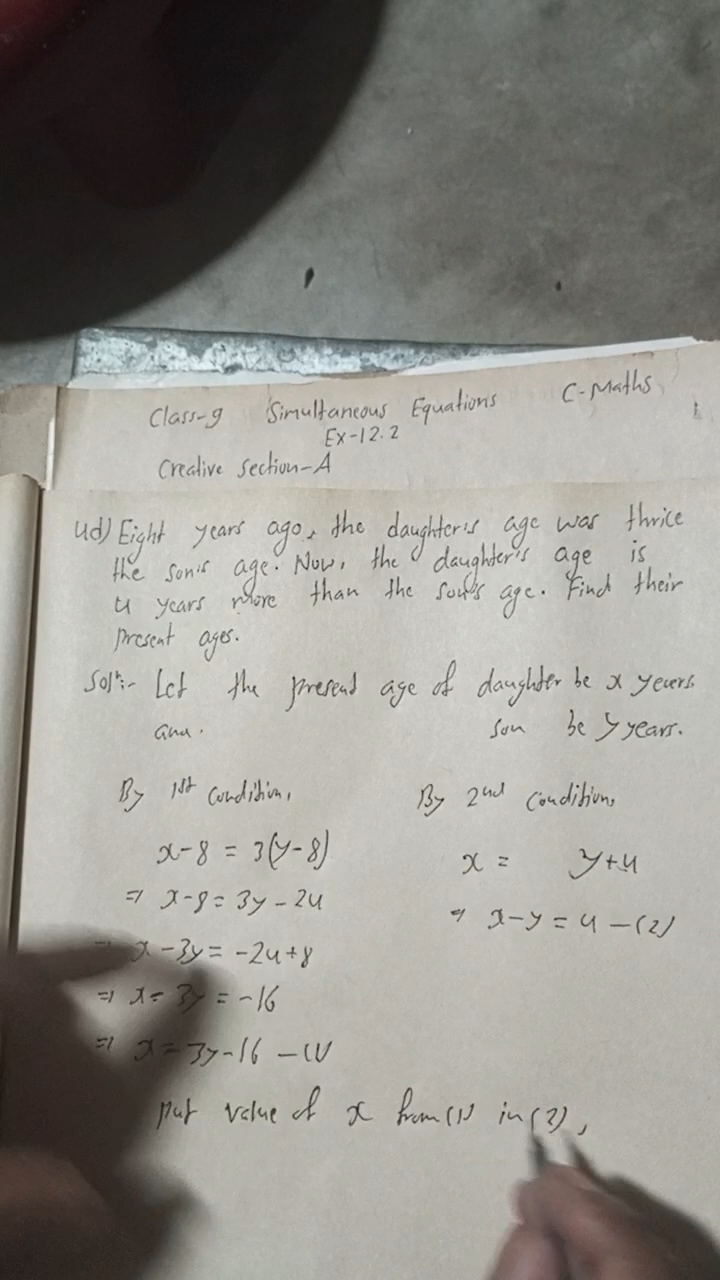 Class-9 Simultaneous Equations C-Maths
Ex-12.2
Creative section-A
4d) Eight years ago, the daughter's age was thrice
the son's age. Now, the daughter's age is
4 years more than the son's age. Find their
present ages.
Solⁿ:- Let the present age of daughter be x years
and son be y years.
By 1st condition, By 2nd condition,
x-8 = 3(y-8) x = y+4
⇒ x-8 = 3y - 24 ⇒ x-y = 4 -(2)
⇒ x-3y = -24+8
⇒ x-3y = -16
⇒ x = 3y-16 -(1)
put value of x from (1) in (2),